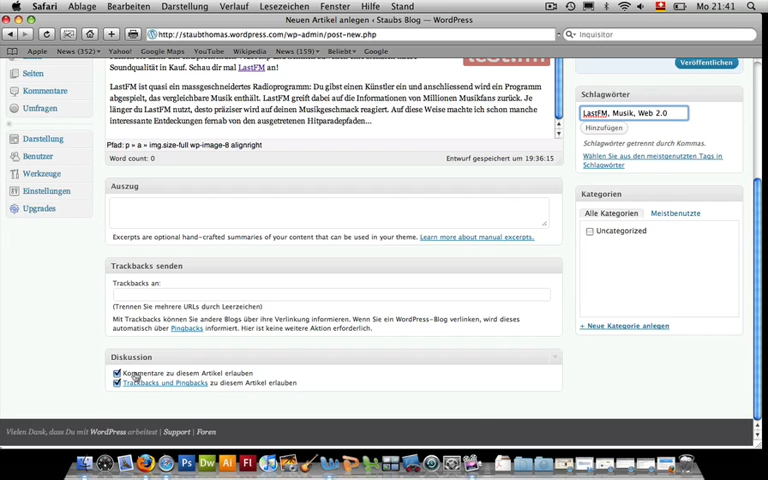 Safari Ablage Bearbeiten Darstellung Verlauf Lesezeichen Fenster Hilfe Stand
Mo 21:41
Neuen Artikel anlegen ‹ Staubs Blog — WordPress
http://staubthomas.wordpress.com/wp-admin/post-new.php
Inquisitor
Apple News (352) Yahoo! Google Maps YouTube Wikipedia News (159) Beliebt Google
Seiten
Kommentare
Umfragen
Darstellung
Benutzer
Werkzeuge
Einstellungen
Upgrades
Soundqualität in Kauf. Schau dir mal LastFM an!
LastFM ist quasi ein massgeschneidertes Radioprogramm: Du gibst einen Künstler ein und anschliessend wird ein Programm
abgespielt, das vergleichbare Musik enthält. LastFM greift dabei auf die Informationen von Millionen Musikfans zurück. Je
länger du LastFM nutzt, desto präziser wird auf deinen Musikgeschmack reagiert. Auf diese Weise machte ich schon manche
interessante Entdeckungen fernab von den ausgetretenen Hitparadepfaden...
Pfad: p » a » img.size-full wp-image-8 alignright
Word count: 0
Entwurf gespeichert um 19:36:15
Auszug
Excerpts are optional hand-crafted summaries of your content that can be used in your theme. Learn more about manual excerpts.
Trackbacks senden
Trackbacks an:
(Trennen Sie mehrere URLs durch Leerzeichen)
Mit Trackbacks können Sie andere Blogs über ihre Verlinkung informieren. Wenn Sie ein WordPress-Blog verlinken, wird dieses
automatisch über Pingbacks informiert. Hier ist keine weitere Aktion erforderlich.
Diskussion
Kommentare zu diesem Artikel erlauben
Trackbacks und Pingbacks zu diesem Artikel erlauben
Veröffentlichen
Schlagwörter
LastFM, Musik, Web 2.0
Hinzufügen
Schlagwörter getrennt durch Kommas.
Wählen Sie aus den meistgenutzten Tags in
Schlagwörter
Kategorien
Alle Kategorien Meistbenutzte
Uncategorized
+ Neue Kategorie anlegen
Vielen Dank, dass Du mit WordPress arbeitest | Support | Foren
Ps Dw Ai Fl